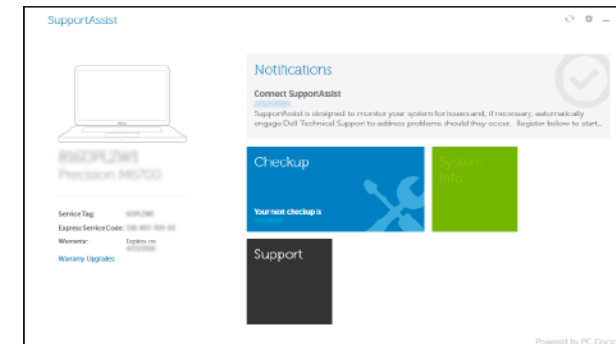 SupportAssist
Notifications
Connect SupportAssist
SupportAssist is designed to monitor your system for issues and, if necessary, automatically
engage Dell Technical Support to address problems should they occur. Register below to start...
Precision M6700
Checkup
System
Info
Your next checkup is
Service Tag:
Express Service Code:
Warranty: Expires on
Warranty Upgrades
Support
Powered by PC-Doctor